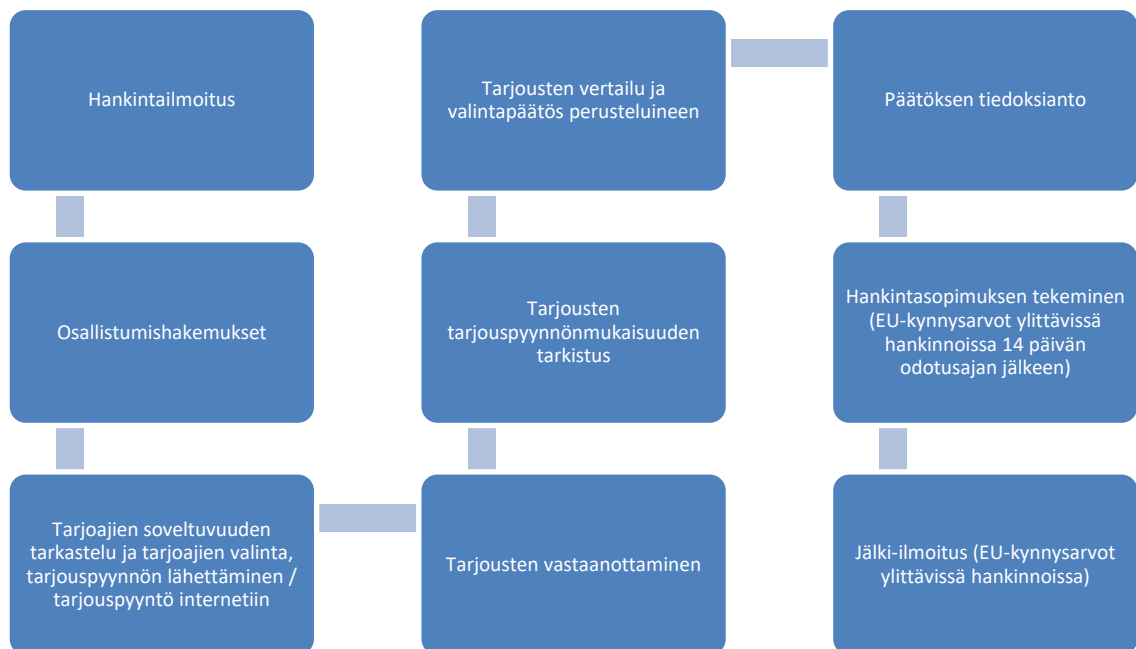 Hankintailmoitus
Osallistumishakemukset
Tarjoajien soveltuvuuden
tarkastelu ja tarjoajien valinta,
tarjouspyynnön lähettäminen /
tarjouspyyntö internetiin
Tarjousten vastaanottaminen
Tarjousten
tarjouspyynnönmukaisuuden
tarkistus
Tarjousten vertailu ja
valintapäätös perusteluineen
Päätöksen tiedoksianto
Hankintasopimuksen tekeminen
(EU-kynnysarvot ylittävissä
hankinnoissa 14 päivän
odotusajan jälkeen)
Jälki-ilmoitus (EU-kynnysarvot
ylittävissä hankinnoissa)